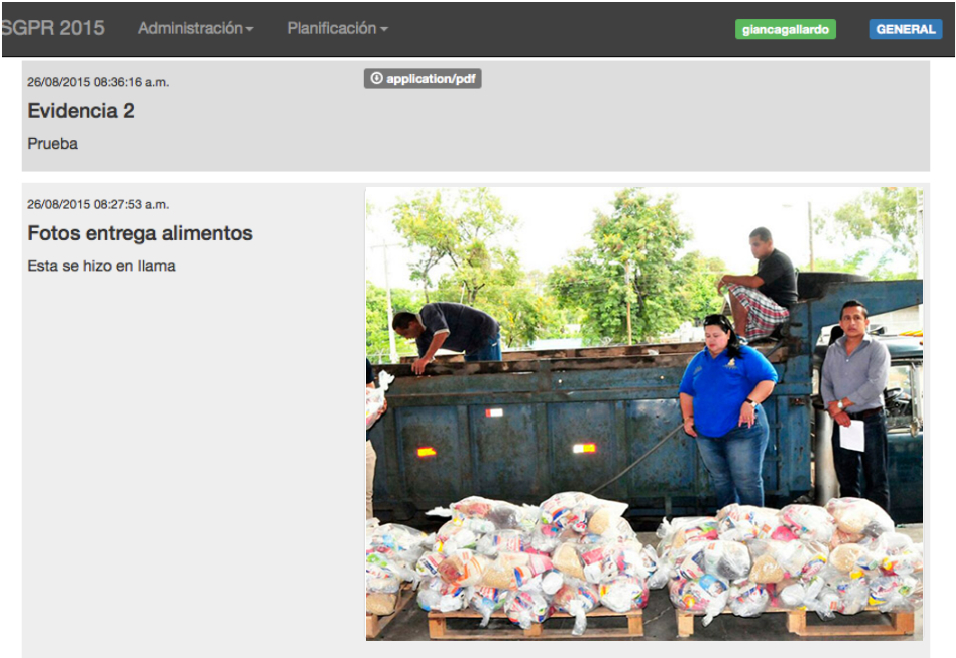 SGPR 2015 Administración Planificación giancagallardo GENERAL
26/08/2015 08:36:16 a.m. application/pdf
Evidencia 2
Prueba
26/08/2015 08:27:53 a.m.
Fotos entrega alimentos
Esta se hizo en llama